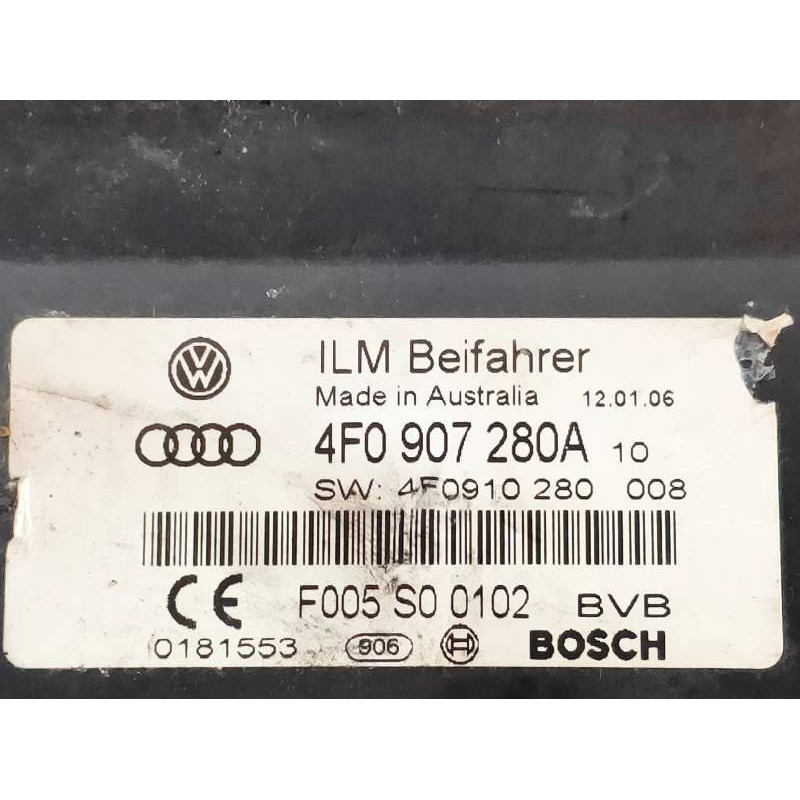 ILM Beifahrer
Made in Australia 12.01.06
4F0 907 280A 10
SW: 4F0910 280 008
CE F005 S0 0102 BVB
0181553 906 BOSCH